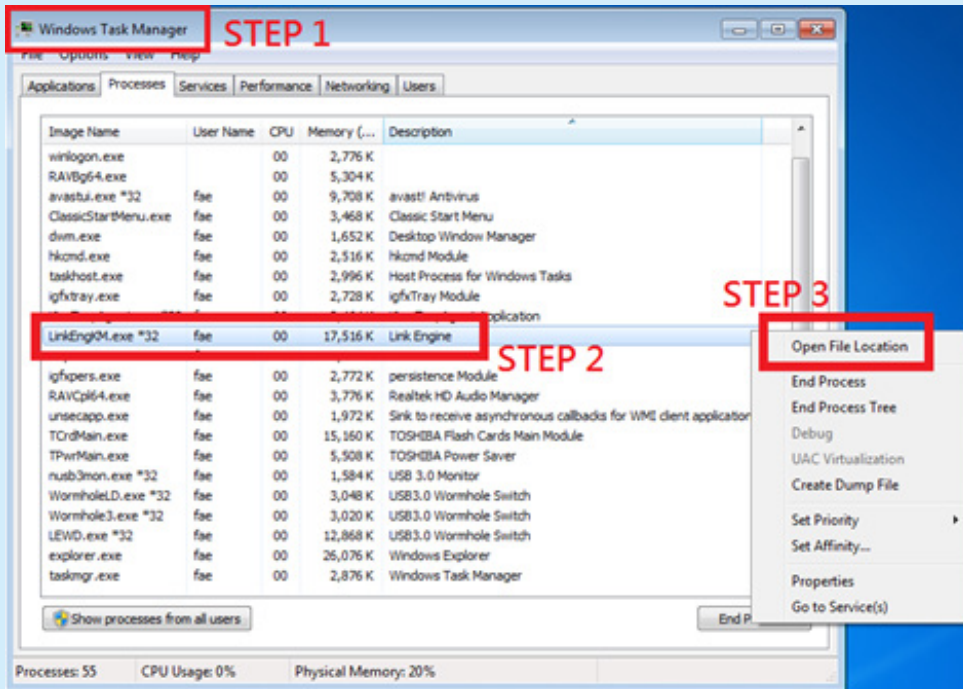 Windows Task Manager
STEP 1
File Options View Help
Applications Processes Services Performance Networking Users
Image Name User Name CPU Memory (... Description
winlogon.exe 00 2,776 K
RAVBg64.exe 00 5,304 K
avastui.exe *32 fae 00 9,708 K avast! Antivirus
ClassicStartMenu.exe fae 00 3,468 K Classic Start Menu
dwm.exe fae 00 1,652 K Desktop Window Manager
hkcmd.exe fae 00 2,516 K hkcmd Module
taskhost.exe fae 00 2,996 K Host Process for Windows Tasks
igfxtray.exe fae 00 2,728 K igfxTray Module
Application
LinkEngKM.exe *32 fae 00 17,516 K Link Engine
STEP 2
igfxpers.exe fae 00 2,772 K persistence Module
RAVCpl64.exe fae 00 3,776 K Realtek HD Audio Manager
unsecapp.exe fae 00 1,972 K Sink to receive asynchronous callbacks for WMI client application
TCrdMain.exe fae 00 15,160 K TOSHIBA Flash Cards Main Module
TPwrMain.exe fae 00 5,508 K TOSHIBA Power Saver
nusb3mon.exe *32 fae 00 1,584 K USB 3.0 Monitor
WormholeLD.exe *32 fae 00 3,048 K USB3.0 Wormhole Switch
Wormhole3.exe *32 fae 00 3,020 K USB3.0 Wormhole Switch
LEWD.exe *32 fae 00 12,868 K USB3.0 Wormhole Switch
explorer.exe fae 00 26,076 K Windows Explorer
taskmgr.exe fae 00 2,876 K Windows Task Manager
STEP 3
Open File Location
End Process
End Process Tree
Debug
UAC Virtualization
Create Dump File
Set Priority
Set Affinity...
Properties
Go to Service(s)
Show processes from all users
End P
Processes: 55 CPU Usage: 0% Physical Memory: 20%